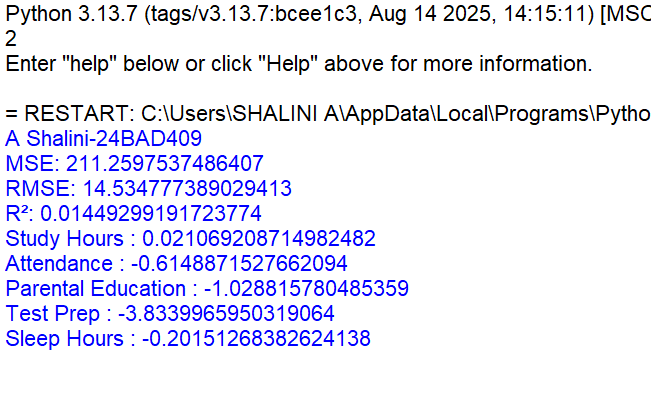 Python 3.13.7 (tags/v3.13.7:bcee1c3, Aug 14 2025, 14:15:11) [MSC
2
Enter "help" below or click "Help" above for more information.
= RESTART: C:\Users\SHALINI A\AppData\Local\Programs\Pytho
A Shalini-24BAD409
MSE: 211.2597537486407
RMSE: 14.534777389029413
R²: 0.01449299191723774
Study Hours : 0.021069208714982482
Attendance : -0.6148871527662094
Parental Education : -1.028815780485359
Test Prep : -3.8339965950319064
Sleep Hours : -0.20151268382624138